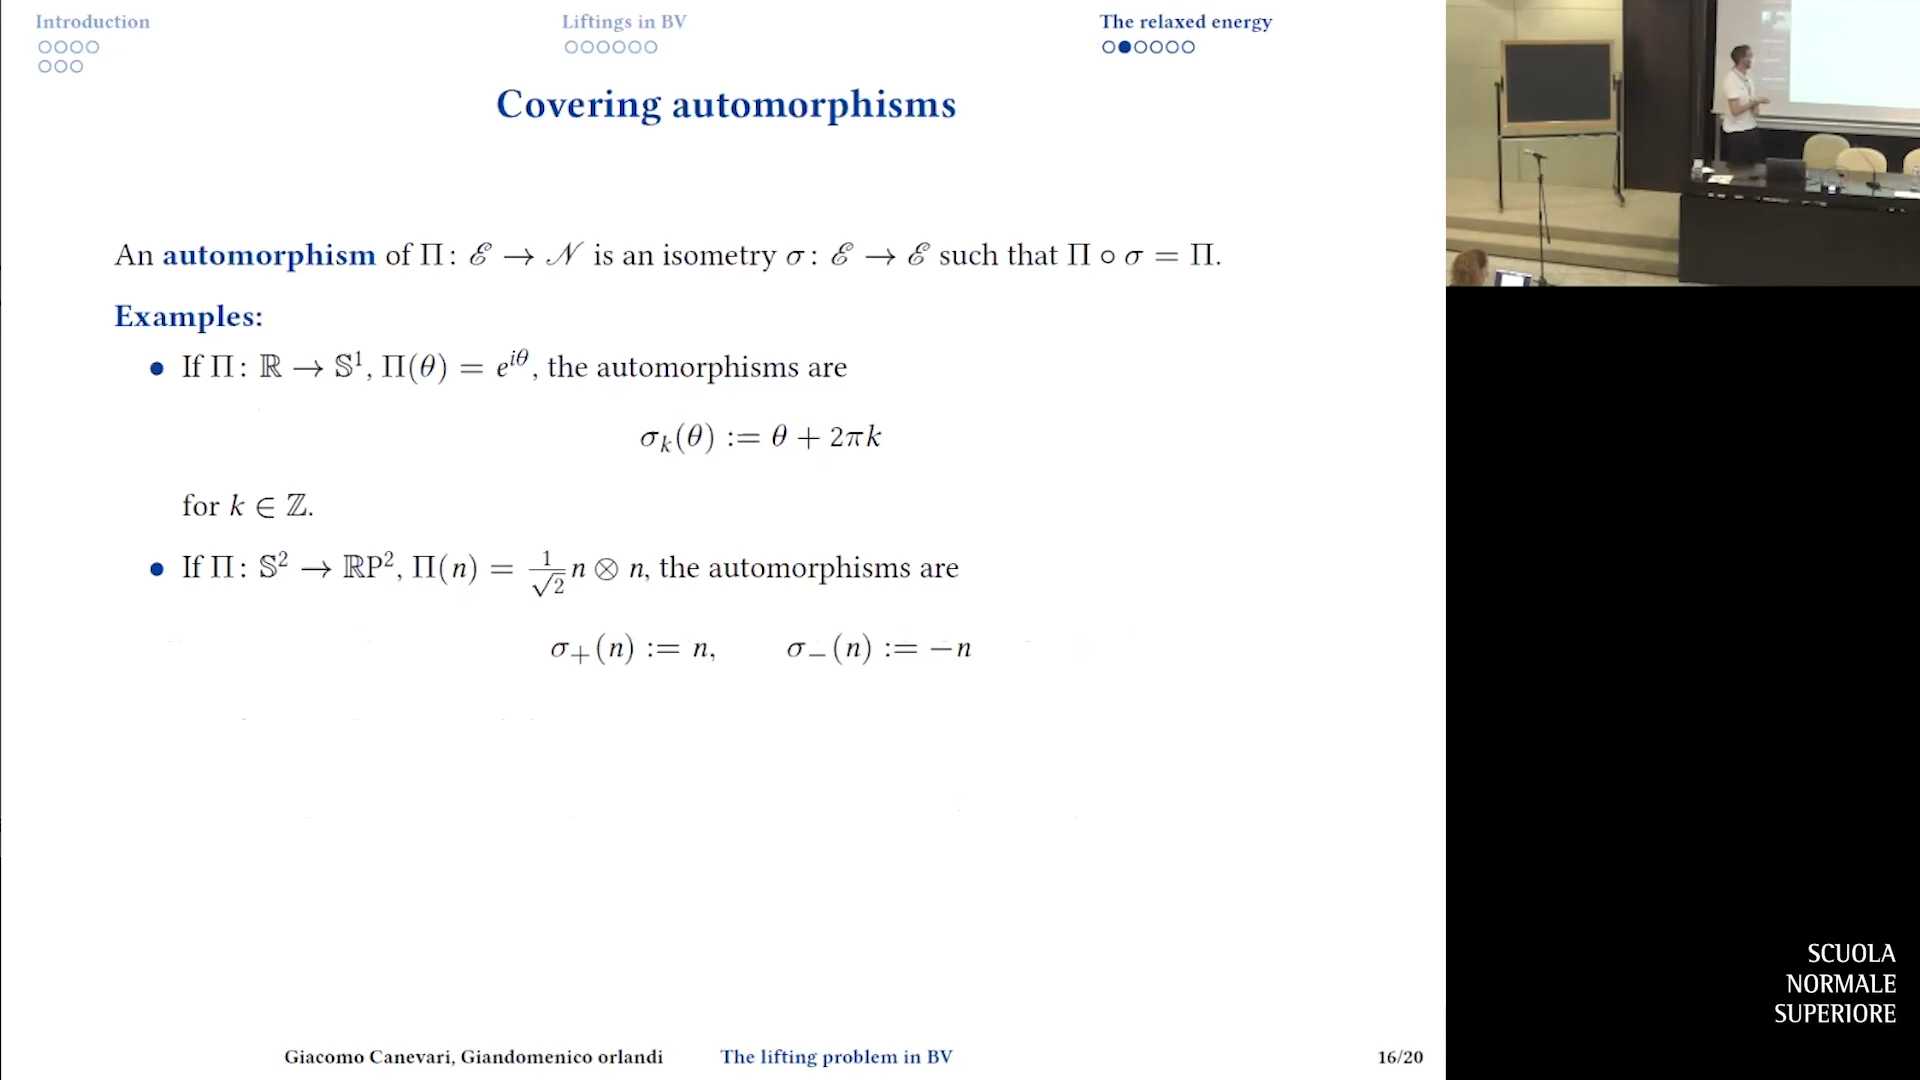 Introduction
Liftings in BV
The relaxed energy
Covering automorphisms
An automorphism of Π: ℰ → 𝒩 is an isometry σ: ℰ → ℰ such that Π ∘ σ = Π.
Examples:
• If Π: ℝ → 𝕊¹, Π(θ) = e^{iθ}, the automorphisms are
σₖ(θ) := θ + 2πk
for k ∈ ℤ.
• If Π: 𝕊² → ℝP², Π(n) = 1/√2 n ⊗ n, the automorphisms are
σ₊(n) := n, σ₋(n) := −n
Giacomo Canevari, Giandomenico orlandi
The lifting problem in BV
16/20
SCUOLA
NORMALE
SUPERIORE